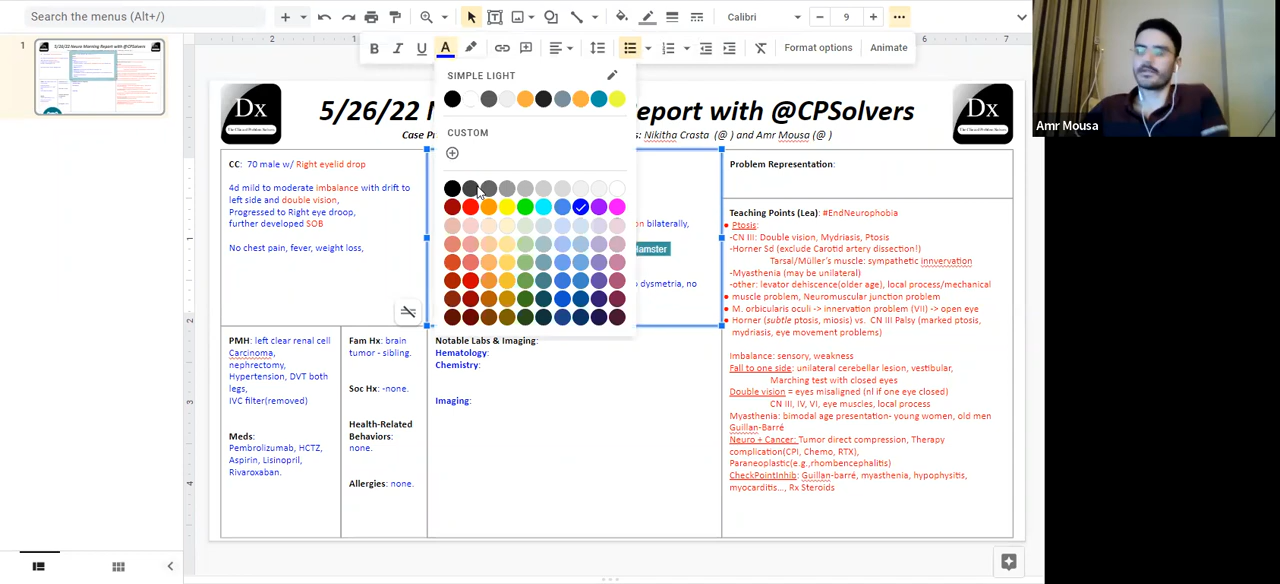 Search the menus (Alt+/)
Calibri
9
Format options
Animate
SIMPLE LIGHT
CUSTOM
1
Amr Mousa
Dx
5/26/22
Report with @CPSolvers
Dx
: Nikitha Crasta (@ ) and Amr Mousa (@ )
CC: 70 male w/ Right eyelid drop
4d mild to moderate imbalance with drift to
left side and double vision,
Progressed to Right eye droop,
further developed SOB
No chest pain, fever, weight loss,
bilaterally,
dysmetria, no
Problem Representation:
Teaching Points (Lea): #EndNeurophobia
Ptosis:
-CN III: Double vision, Mydriasis, Ptosis
-Horner Sd (exclude Carotid artery dissection!)
Tarsal/Müller's muscle: sympathetic innvervation
-Myasthenia (may be unilateral)
-other: levator dehiscence(older age), local process/mechanical
muscle problem, Neuromuscular junction problem
M. orbicularis oculi -> innervation problem (VII) -> open eye
Horner (subtle ptosis, miosis) vs. CN III Palsy (marked ptosis,
mydriasis, eye movement problems)
Imbalance: sensory, weakness
Fall to one side: unilateral cerebellar lesion, vestibular,
Marching test with closed eyes
Double vision = eyes misaligned (nl if one eye closed)
CN III, IV, VI, eye muscles, local process
Myasthenia: bimodal age presentation- young women, old men
Guillan-Barré
Neuro + Cancer: Tumor direct compression, Therapy
complication(CPI, Chemo, RTX),
Paraneoplastic(e.g.,rhombencephalitis)
CheckPointInhib: Guillan-barré, myasthenia, hypophysitis,
myocarditis..., Rx Steroids
PMH: left clear renal cell
Carcinoma,
nephrectomy,
Hypertension, DVT both
legs,
IVC filter(removed)
Meds:
Pembrolizumab, HCTZ,
Aspirin, Lisinopril,
Rivaroxaban.
Fam Hx: brain
tumor - sibling.
Soc Hx: -none.
Health-Related
Behaviors:
none.
Allergies: none.
Notable Labs & Imaging:
Hematology:
Chemistry:
Imaging: